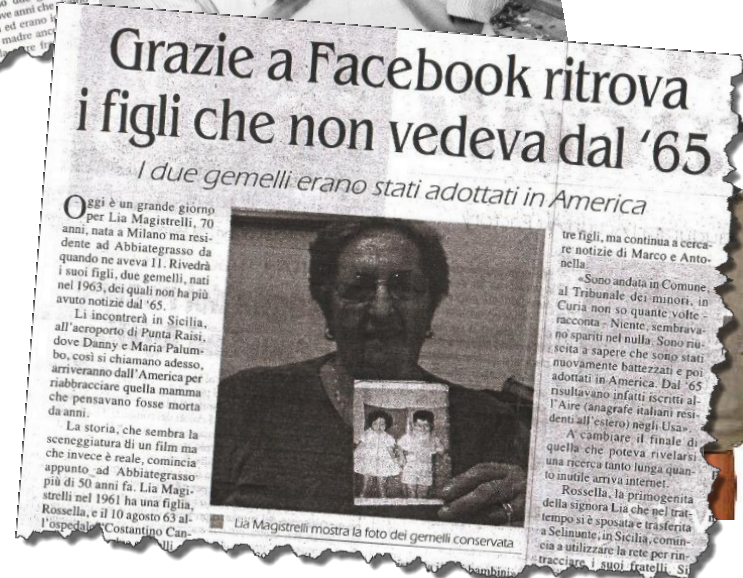 ed erano
madre anc
Grazie a Facebook ritrova
i figli che non vedeva dal '65
I due gemelli erano stati adottati in America
Oggi è un grande giorno
per Lia Magistrelli, 70
anni, nata a Milano ma resi-
dente ad Abbiategrasso da
quando ne aveva 11. Rivedrà
i suoi figli, due gemelli, nati
nel 1963, dei quali non ha più
avuto notizie dal '65.
Li incontrerà in Sicilia,
all'aeroporto di Punta Raisi,
dove Danny e Maria Palum-
bo, così si chiamano adesso,
arriveranno dall'America per
riabbracciare quella mamma
che pensavano fosse morta
da anni.
La storia, che sembra la
sceneggiatura di un film ma
che invece è reale, comincia
appunto ad Abbiategrasso
più di 50 anni fa. Lia Magi-
strelli nel 1961 ha una figlia,
Rossella, e il 10 agosto 63 al-
l'ospedale "Costantino Can-
Lia Magistrelli mostra la foto dei gemelli conservata
bambini
tre figli, ma continua a cerca-
re notizie di Marco e Anto-
nella.
«Sono andata in Comune,
al Tribunale dei minori, in
Curia non so quante volte -
racconta - Niente, sembrava-
no spariti nel nulla. Sono riu-
scita a sapere che sono stati
nuovamente battezzati e poi
adottati in America. Dal '65
risultavano infatti iscritti al-
l'Aire (anagrafe italiani resi-
denti all'estero) negli Usa».
A cambiare il finale di
quella che poteva rivelarsi
una ricerca tanto lunga quan-
to inutile arriva internet.
Rossella, la primogenita
della signora Lia che nel frat-
tempo si è sposata e trasferita
a Selinunte, in Sicilia, comin-
cia a utilizzare la rete per rin-
tracciare i suoi fratelli. Si